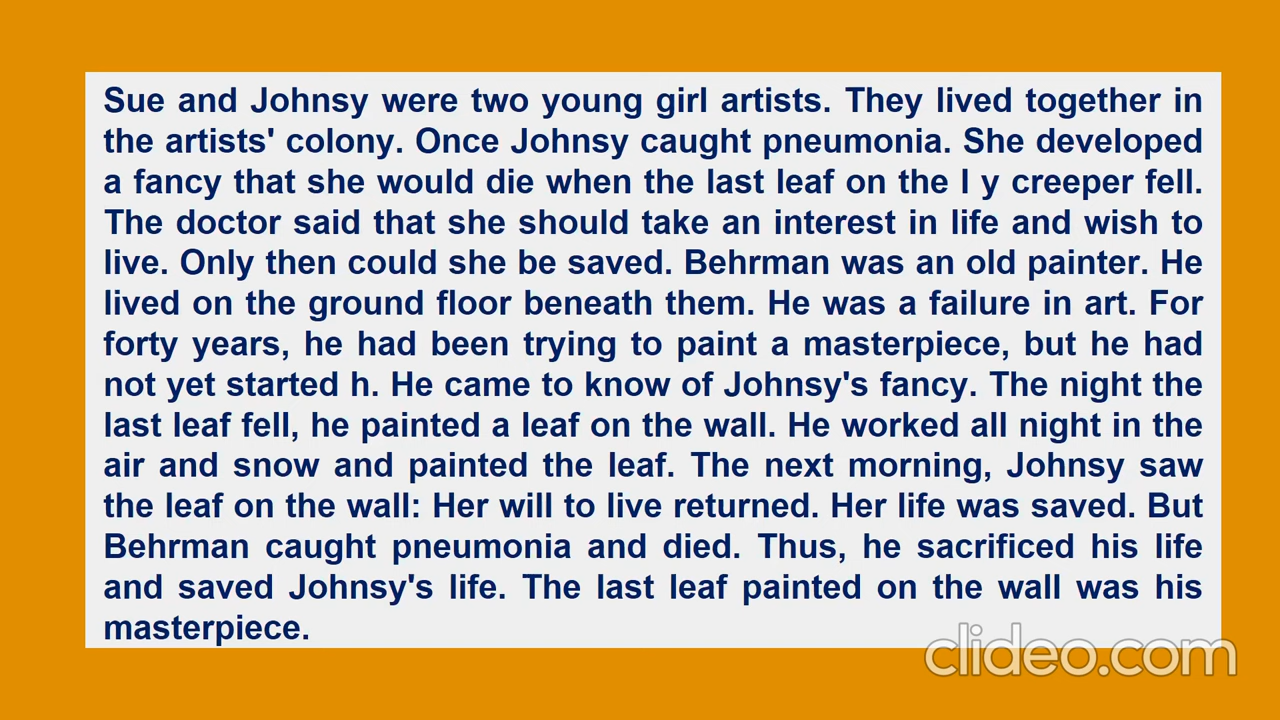 Sue and Johnsy were two young girl artists. They lived together in
the artists' colony. Once Johnsy caught pneumonia. She developed
a fancy that she would die when the last leaf on the l y creeper fell.
The doctor said that she should take an interest in life and wish to
live. Only then could she be saved. Behrman was an old painter. He
lived on the ground floor beneath them. He was a failure in art. For
forty years, he had been trying to paint a masterpiece, but he had
not yet started h. He came to know of Johnsy's fancy. The night the
last leaf fell, he painted a leaf on the wall. He worked all night in the
air and snow and painted the leaf. The next morning, Johnsy saw
the leaf on the wall: Her will to live returned. Her life was saved. But
Behrman caught pneumonia and died. Thus, he sacrificed his life
and saved Johnsy's life. The last leaf painted on the wall was his
masterpiece.
clideo.com